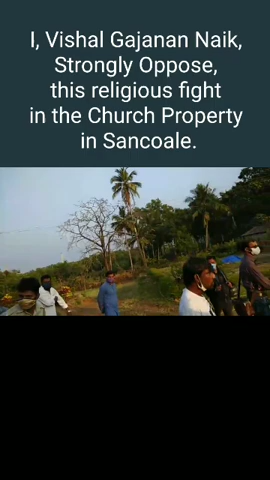 I, Vishal Gajanan Naik,
Strongly Oppose,
this religious fight
in the Church Property
in Sancoale.